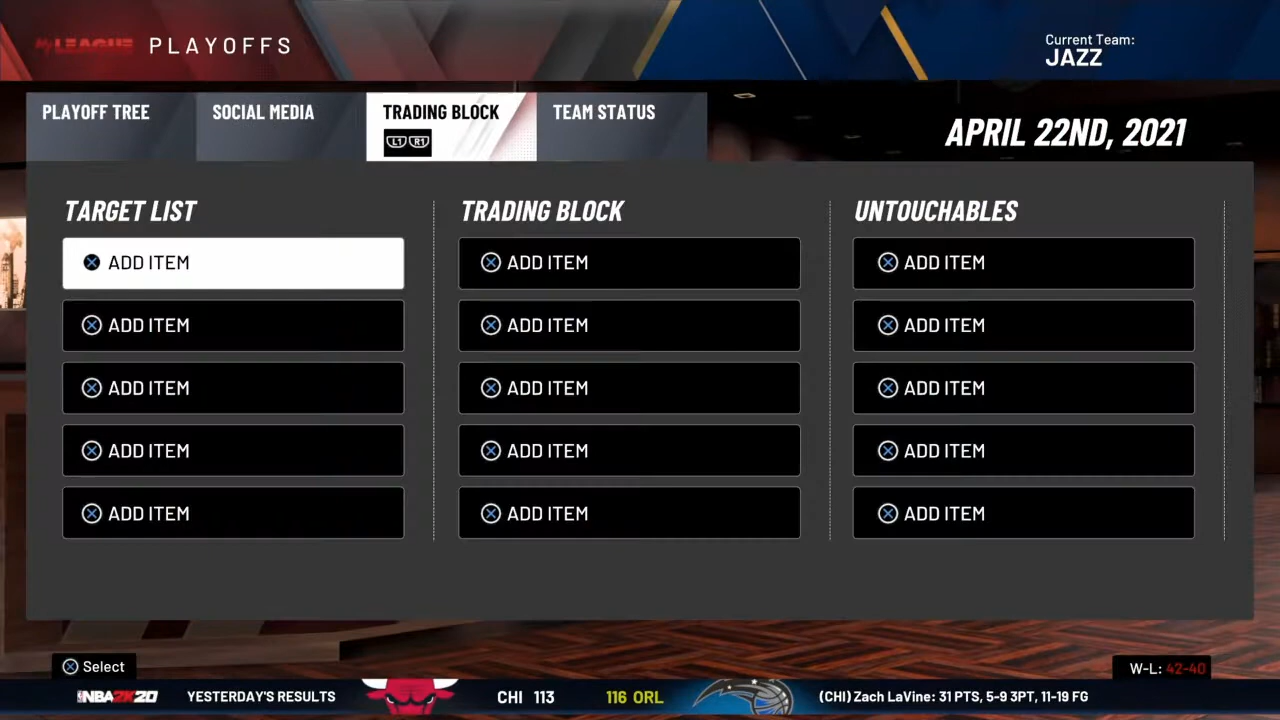 MyLEAGUE PLAYOFFS
Current Team:
JAZZ
PLAYOFF TREE
SOCIAL MEDIA
TRADING BLOCK
L1 R1
TEAM STATUS
APRIL 22ND, 2021
TARGET LIST
ADD ITEM
ADD ITEM
ADD ITEM
ADD ITEM
ADD ITEM
TRADING BLOCK
ADD ITEM
ADD ITEM
ADD ITEM
ADD ITEM
ADD ITEM
UNTOUCHABLES
ADD ITEM
ADD ITEM
ADD ITEM
ADD ITEM
ADD ITEM
Select
W-L: 42-40
NBA2K20 YESTERDAY'S RESULTS CHI 113 116 ORL (CHI) Zach LaVine: 31 PTS, 5-9 3PT, 11-19 FG